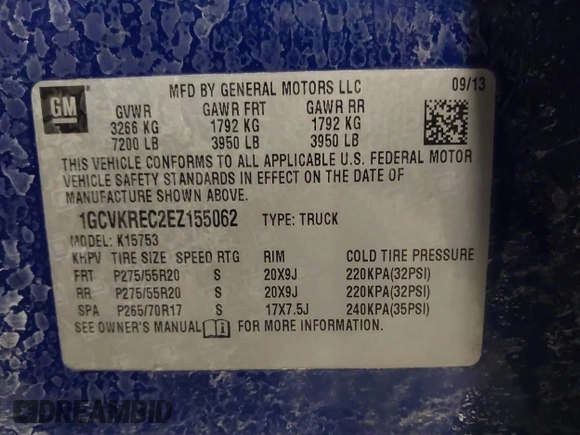 GM
MFD BY GENERAL MOTORS LLC 09/13
GVWR GAWR FRT GAWR RR
3266 KG 1792 KG 1792 KG
7200 LB 3950 LB 3950 LB
THIS VEHICLE CONFORMS TO ALL APPLICABLE U.S. FEDERAL MOTOR
VEHICLE SAFETY STANDARDS IN EFFECT ON THE DATE OF
MANUFACTURE SHOWN ABOVE.
1GCVKREC2EZ155062 TYPE: TRUCK
MODEL: K15753
TIRE SIZE SPEED RTG RIM COLD TIRE PRESSURE
FRT P275/55R20 S 20X9J 220KPA(32PSI)
RR P275/55R20 S 20X9J 220KPA(32PSI)
SPA P265/70R17 S 17X7.5J 240KPA(35PSI)
SEE OWNER'S MANUAL FOR MORE INFORMATION.
DREAMBID